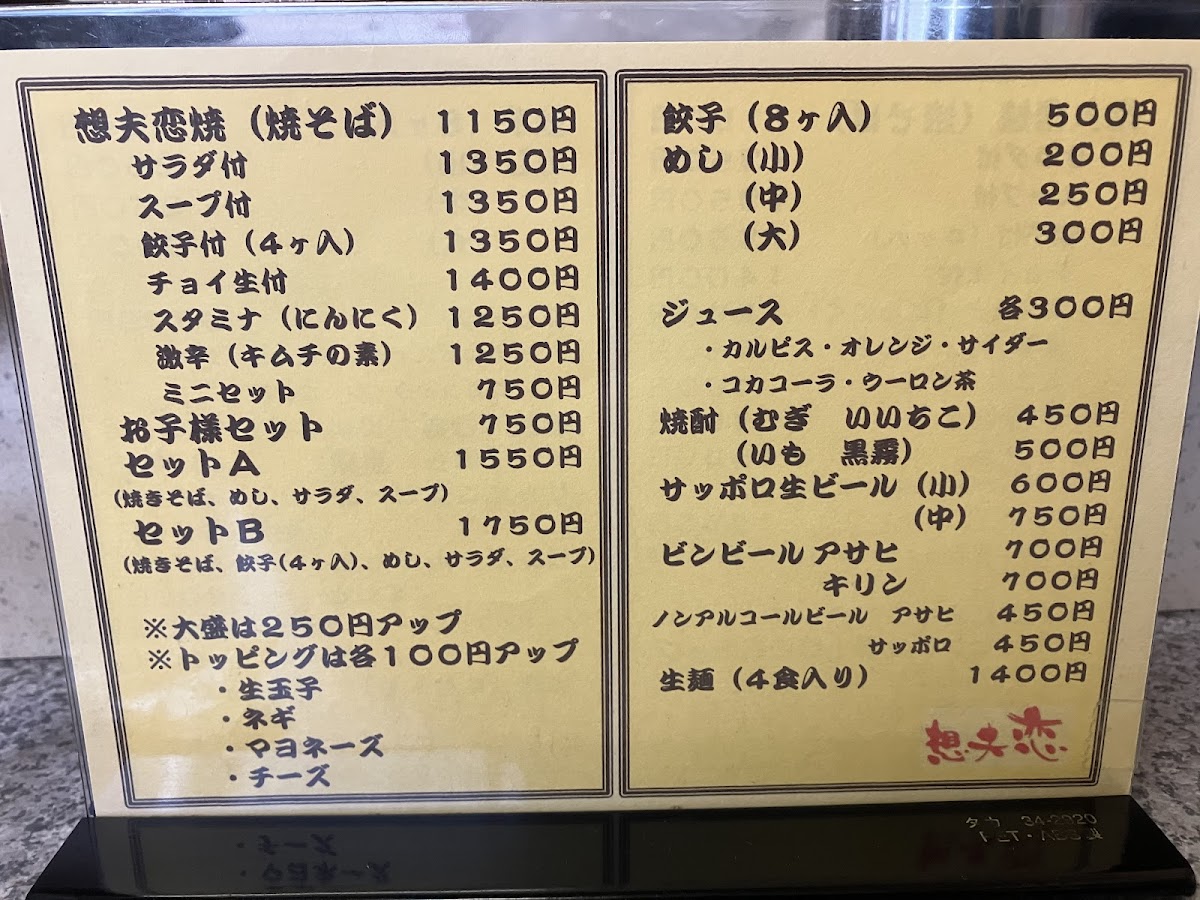 想夫恋焼(焼そば) 1150円
サラダ付 1350円
スープ付 1350円
餃子付(4ヶ入) 1350円
チョイ生付 1400円
スタミナ(にんにく) 1250円
激辛(キムチの素) 1250円
ミニセット 750円
お子様セット 750円
セットA 1550円
(焼きそば、めし、サラダ、スープ)
セットB 1750円
(焼きそば、餃子(4ヶ入)、めし、サラダ、スープ)
※大盛は250円アップ
※トッピングは各100円アップ
・生玉子
・ネギ
・マヨネーズ
・チーズ
餃子(8ヶ入) 500円
めし(小) 200円
(中) 250円
(大) 300円
ジュース 各300円
・カルピス・オレンジ・サイダー
・コカコーラ・ウーロン茶
焼酎(むぎ いいちこ) 450円
(いも 黒霧) 500円
サッポロ生ビール(小) 600円
(中) 750円
ビンビール アサヒ 700円
キリン 700円
ノンアルコールビール アサヒ 450円
サッポロ 450円
生麺(4食入り) 1400円
想夫恋
34-2920